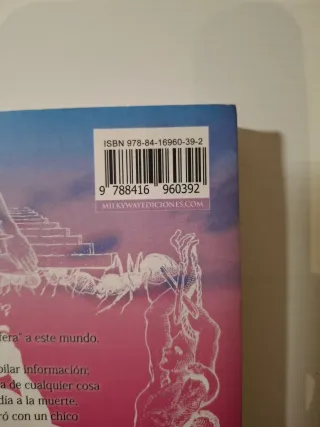 ISBN 978-84-16960-39-2
9 788416 960392
MILKYWAYEDICIONES.COM
fera' a este mundo.
pilar información;
a de cualquier cosa
día a la muerte.
ró con un chico